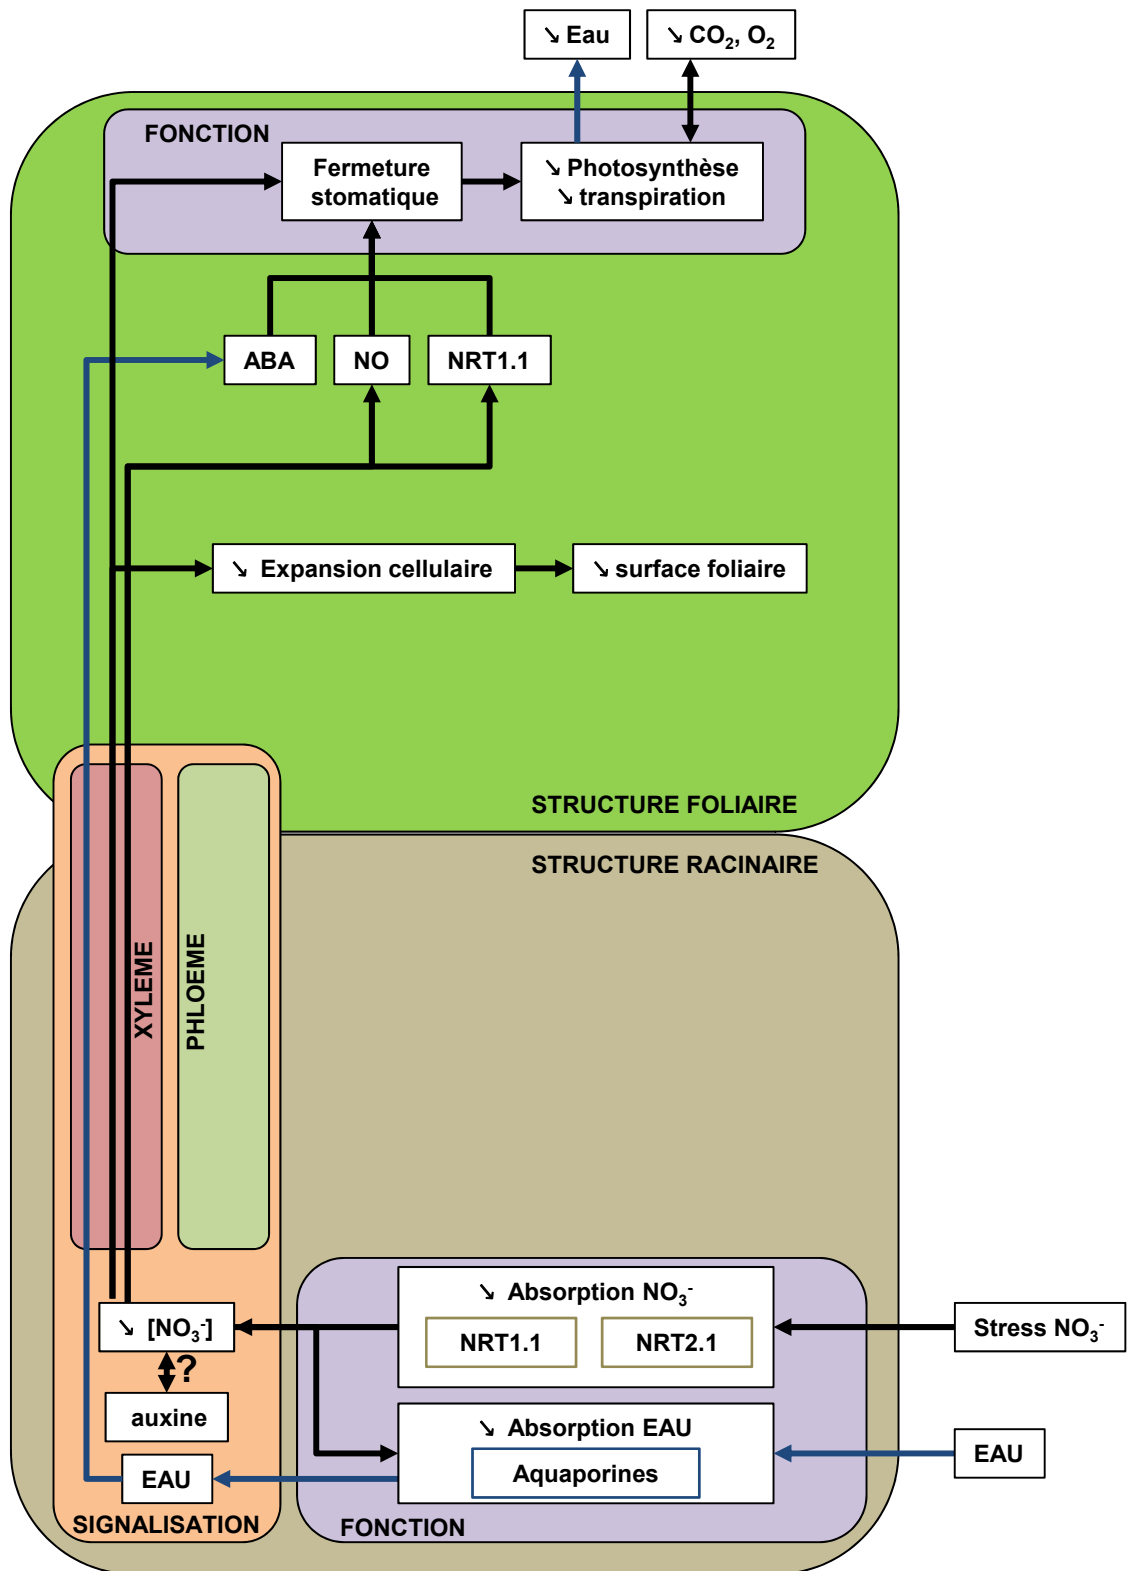 ↘ Eau
↘ CO₂, O₂
FONCTION
Fermeture
stomatique
↘ Photosynthèse
↘ transpiration
ABA
NO
NRT1.1
↘ Expansion cellulaire
↘ surface foliaire
STRUCTURE FOLIAIRE
STRUCTURE RACINAIRE
XYLEME
PHLOEME
↘ Absorption NO₃⁻
NRT1.1
NRT2.1
Stress NO₃⁻
↘ [NO₃⁻]
?
auxine
↘ Absorption EAU
Aquaporines
EAU
EAU
SIGNALISATION
FONCTION